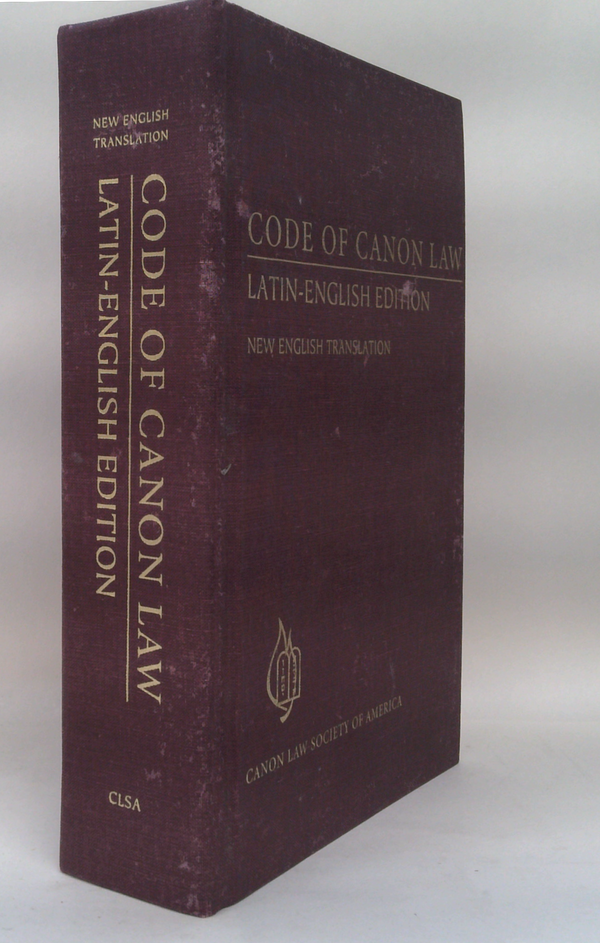 NEW ENGLISH
TRANSLATION
CODE OF CANON LAW
LATIN-ENGLISH EDITION
CLSA
CODE OF CANON LAW
LATIN-ENGLISH EDITION
NEW ENGLISH TRANSLATION
CANON LAW SOCIETY OF AMERICA